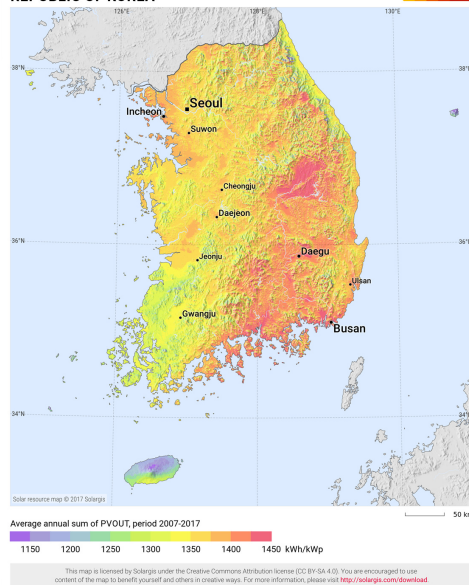 REPUBLIC OF KOREA
126°E
128°E
130°E
38°N
38°N
Seoul
Incheon
Suwon
Cheongju
Daejeon
36°N
36°N
Daegu
Jeonju
Ulsan
Gwangju
Busan
34°N
34°N
Solar resource map © 2017 Solargis
50 km
Average annual sum of PVOUT, period 2007-2017
1150 1200 1250 1300 1350 1400 1450 kWh/kWp
This map is licensed by Solargis under the Creative Commons Attribution license (CC BY-SA 4.0). You are encouraged to use
content of the map to benefit yourself and others in creative ways. For more information, please visit http://solargis.com/download.